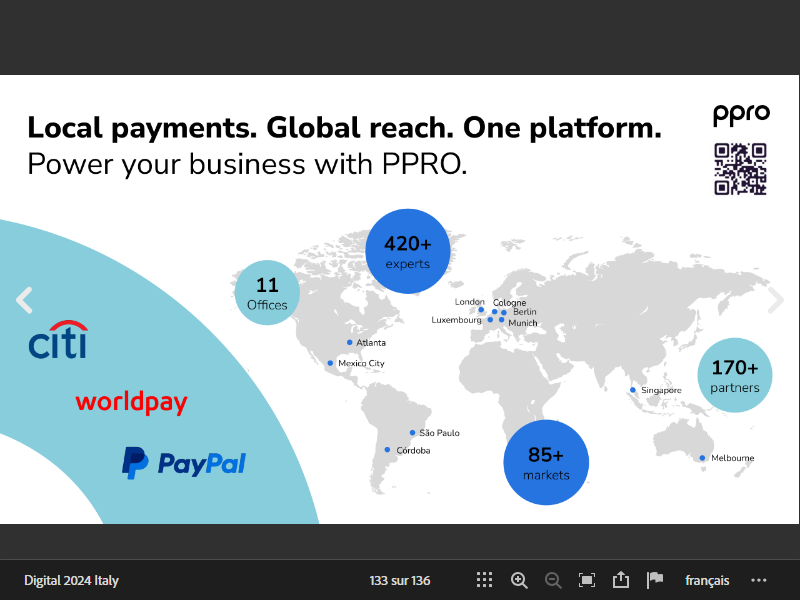 Local payments. Global reach. One platform.
Power your business with PPRO.
ppro
420+
experts
11
Offices
London
Cologne
Berlin
Luxembourg
Munich
Atlanta
Mexico City
170+
partners
Singapore
São Paulo
Córdoba
85+
markets
Melbourne
citi
worldpay
PayPal
Digital 2024 Italy
133 sur 136
français